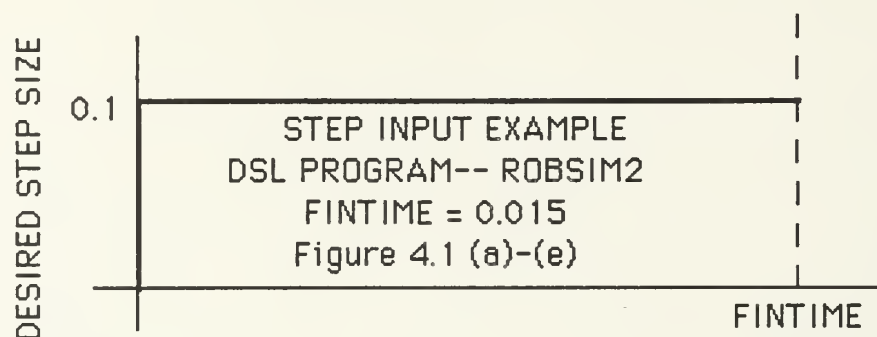 DESIRED STEP SIZE
0.1
STEP INPUT EXAMPLE
DSL PROGRAM-- ROBSIM2
FINTIME = 0.015
Figure 4.1 (a)-(e)
FINTIME